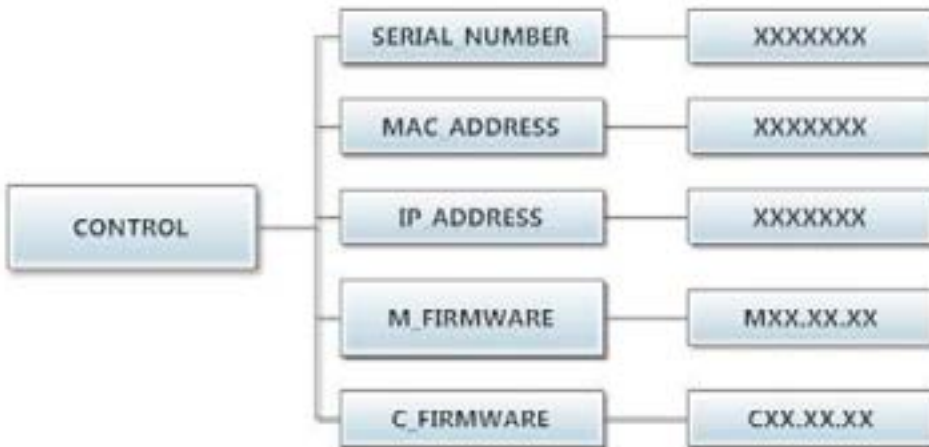 SERIAL_NUMBER XXXXXXX
MAC_ADDRESS XXXXXXX
IP_ADDRESS XXXXXXX
CONTROL
M_FIRMWARE MXX.XX.XX
C_FIRMWARE CXX.XX.XX